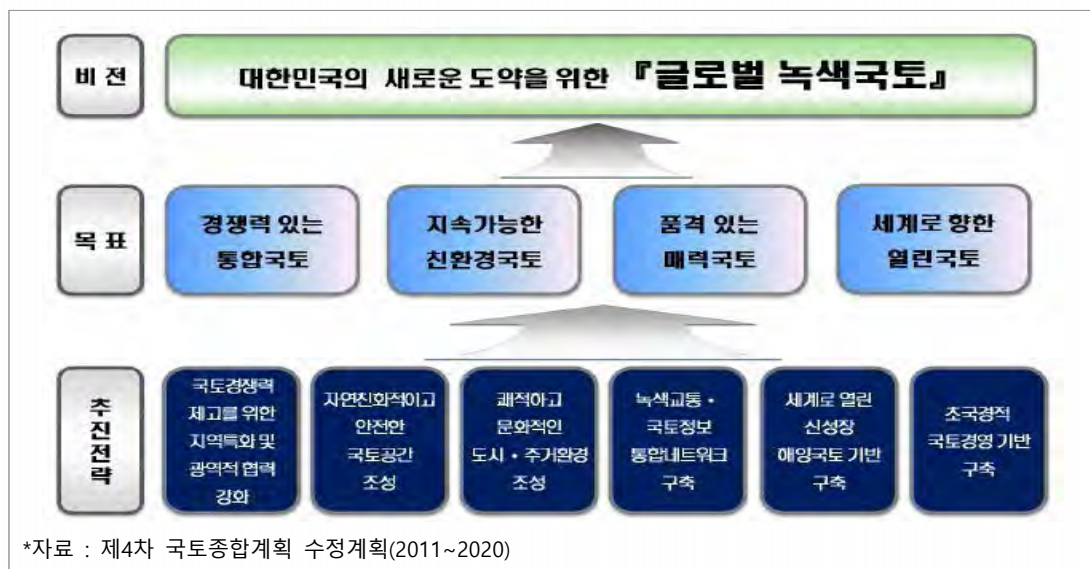 비 전
대한민국의 새로운 도약을 위한 『글로벌 녹색국토』
목 표
경쟁력 있는
통합국토
지속가능한
친환경국토
품격 있는
매력국토
세계로 향한
열린국토
추진전략
국토경쟁력
제고를 위한
지역특화 및
광역적 협력
강화
자연친화적이고
안전한
국토공간
조성
쾌적하고
문화적인
도시·주거환경
조성
녹색교통·
국토정보
통합네트워크
구축
세계로 열린
신성장
해양국토 기반
구축
초국경적
국토경영 기반
구축
*자료 : 제4차 국토종합계획 수정계획(2011~2020)